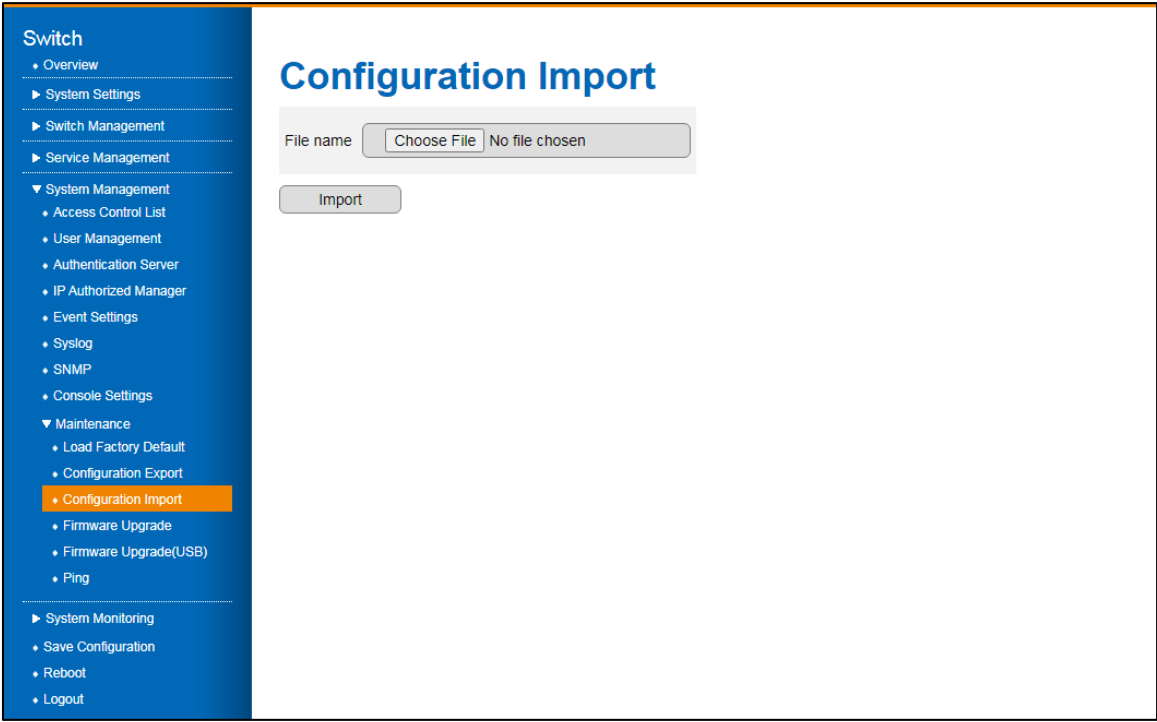 Switch
Overview
System Settings
Switch Management
Service Management
System Management
Access Control List
User Management
Authentication Server
IP Authorized Manager
Event Settings
Syslog
SNMP
Console Settings
Maintenance
Load Factory Default
Configuration Export
Configuration Import
Firmware Upgrade
Firmware Upgrade(USB)
Ping
System Monitoring
Save Configuration
Reboot
Logout
Configuration Import
File name Choose File No file chosen
Import